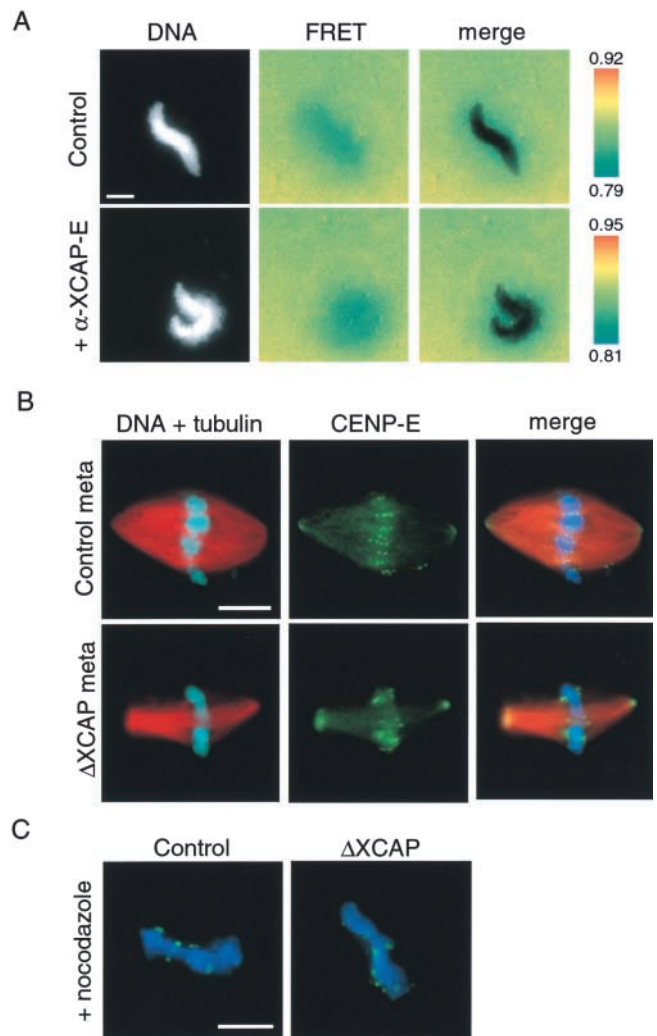 A
DNA FRET merge
Control
0.92
0.79
+ α-XCAP-E
0.95
0.81
B
DNA + tubulin CENP-E merge
Control meta
ΔXCAP meta
C
Control ΔXCAP
+ nocodazole